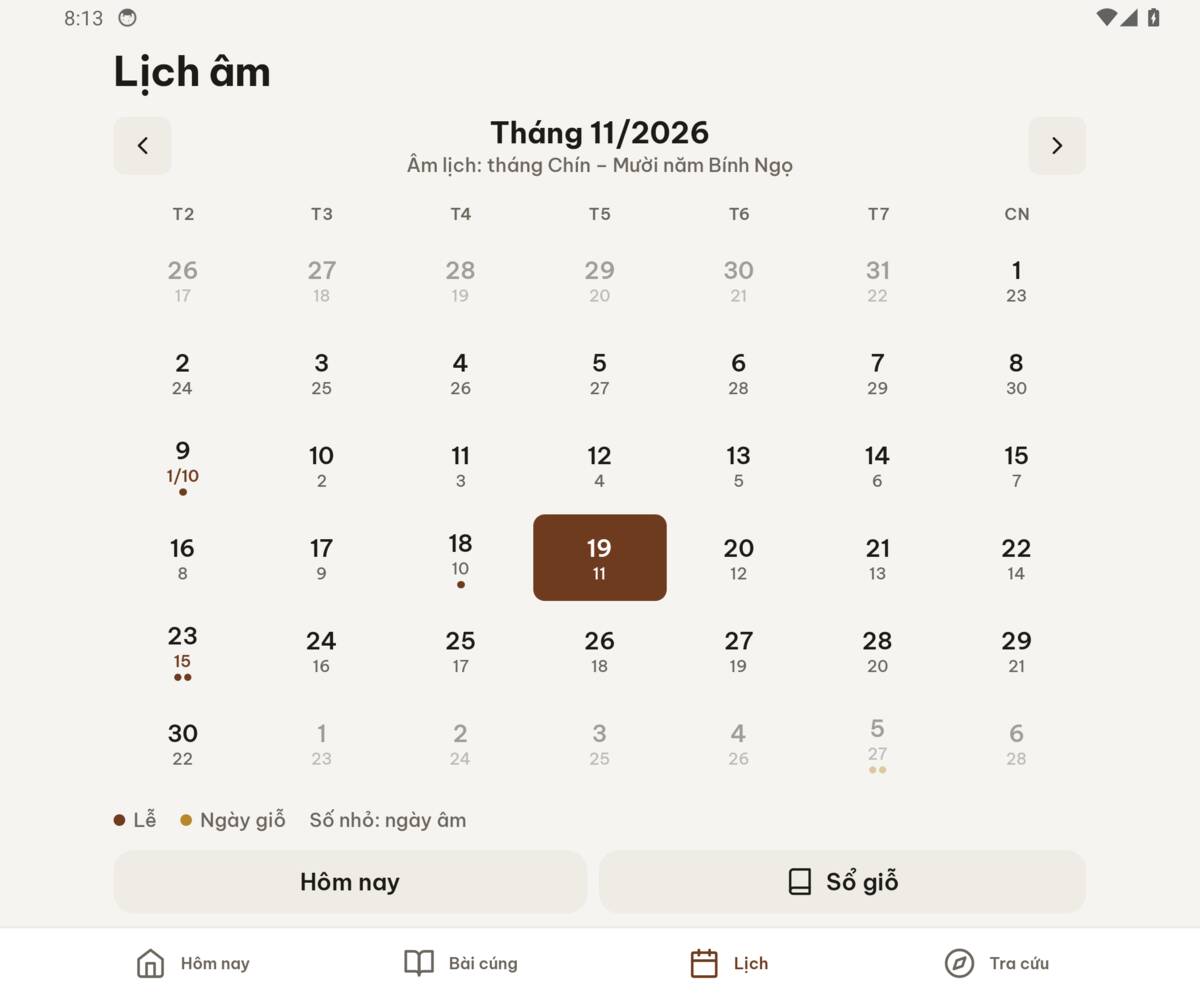 8:13
Lịch âm
Tháng 11/2026
Âm lịch: tháng Chín – Mười năm Bính Ngọ
T2 T3 T4 T5 T6 T7 CN
26 27 28 29 30 31 1
17 18 19 20 21 22 23
2 3 4 5 6 7 8
24 25 26 27 28 29 30
9 10 11 12 13 14 15
1/10 2 3 4 5 6 7
16 17 18 19 20 21 22
8 9 10 11 12 13 14
23 24 25 26 27 28 29
15 16 17 18 19 20 21
30 1 2 3 4 5 6
22 23 24 25 26 27 28
Lễ Ngày giỗ Số nhỏ: ngày âm
Hôm nay Sổ giỗ
Hôm nay Bài cúng Lịch Tra cứu